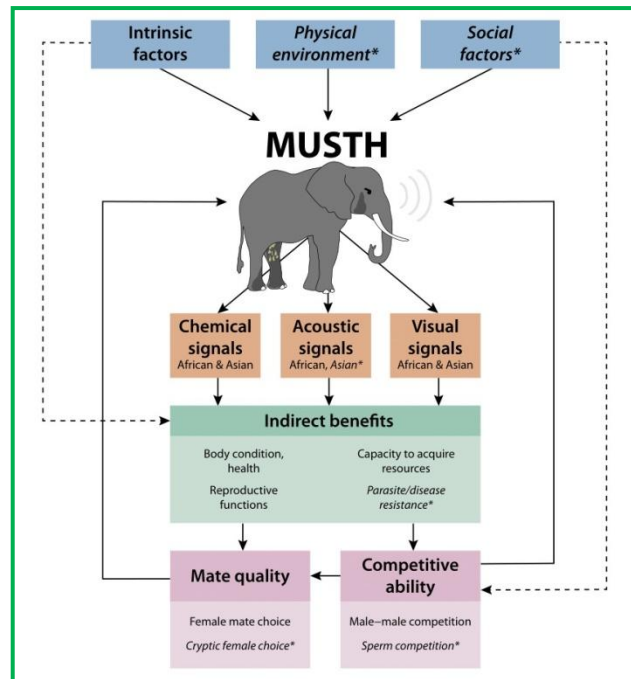 Intrinsic
factors
Physical
environment*
Social
factors*
MUSTH
Chemical
signals
African & Asian
Acoustic
signals
African, Asian*
Visual
signals
African & Asian
Indirect benefits
Body condition,
health
Reproductive
functions
Capacity to acquire
resources
Parasite/disease
resistance*
Mate quality
Female mate choice
Cryptic female choice*
Competitive
ability
Male–male competition
Sperm competition*